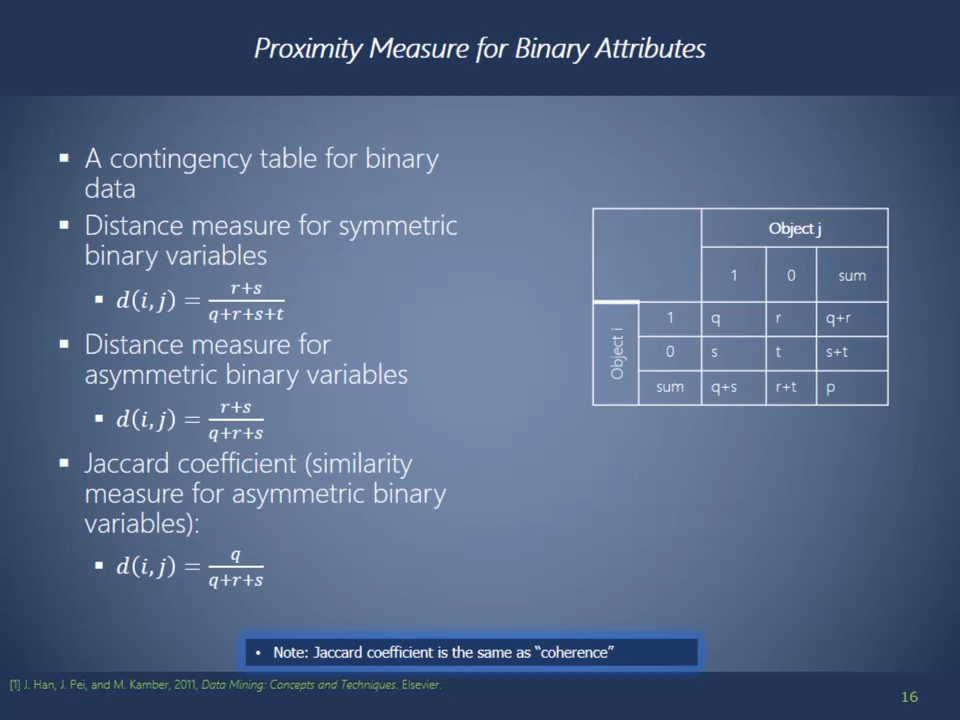 Proximity Measure for Binary Attributes
▪ A contingency table for binary
data
▪ Distance measure for symmetric
binary variables
▪ d(i,j) = (r+s)/(q+r+s+t)
▪ Distance measure for
asymmetric binary variables
▪ d(i,j) = (r+s)/(q+r+s)
▪ Jaccard coefficient (similarity
measure for asymmetric binary
variables):
▪ d(i,j) = q/(q+r+s)
Object j
1 0 sum
Object i
1 q r q+r
0 s t s+t
sum q+s r+t p
• Note: Jaccard coefficient is the same as “coherence”
[1] J. Han, J. Pei, and M. Kamber, 2011, Data Mining: Concepts and Techniques. Elsevier.
16